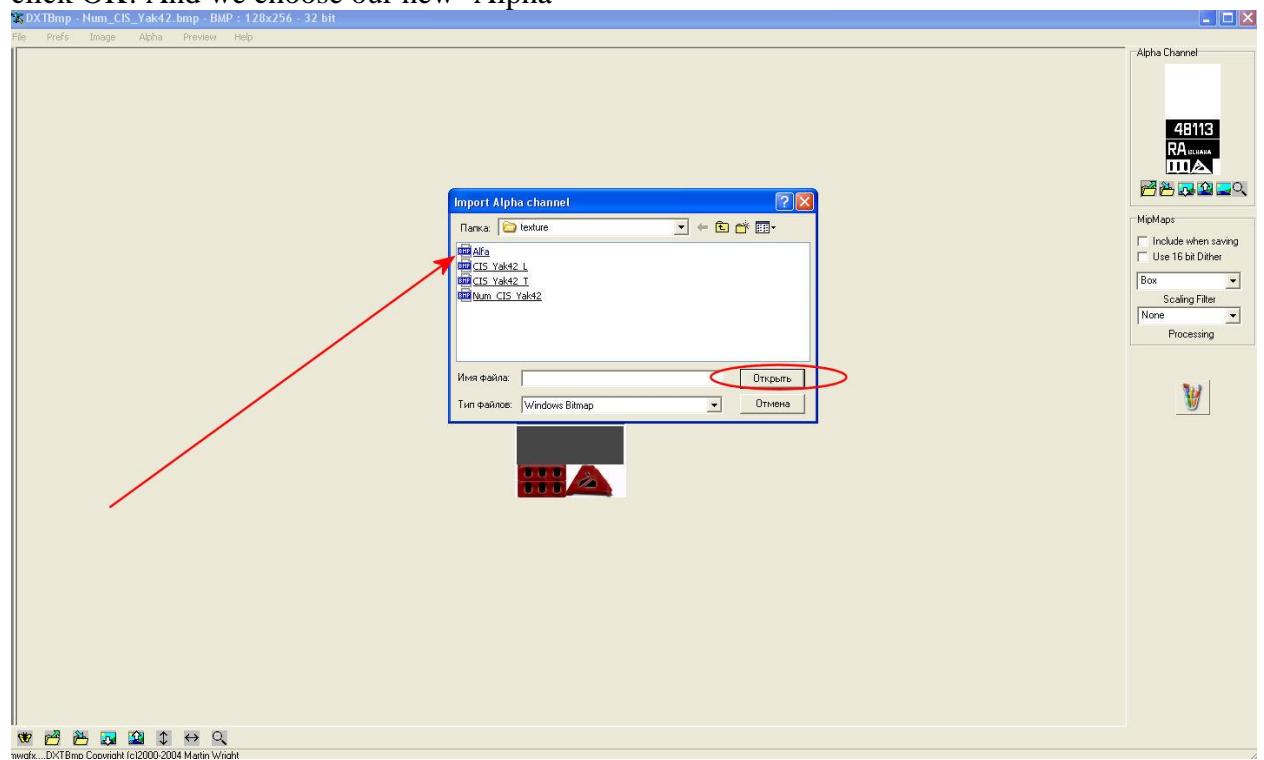 click OK. And we choose our new "Alpha"
DXTBmp - Num_CIS_Yak42.bmp - BMP : 128x256 - 32 bit
File Prefs Image Alpha Preview Help
Alpha Channel
48113
RA
Import Alpha channel
Папка: texture
Alfa
CIS_Yak42_L
CIS_Yak42_T
Num_CIS_Yak42
Имя файла: Открыть
Тип файлов: Windows Bitmap Отмена
MipMaps
Include when saving
Use 16 bit Dither
Box
Scaling Filter
None
Processing
mwgfx....DXTBmp Copyright (c)2000-2004 Martin Wright